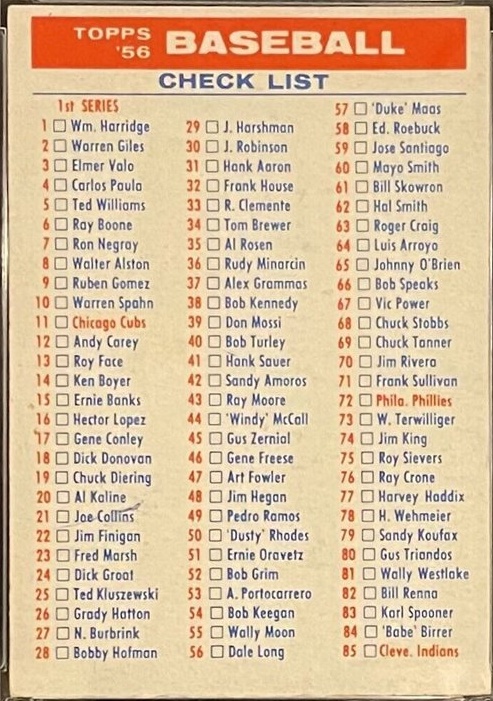 TOPPS '56 BASEBALL
CHECK LIST
1st SERIES
1 Wm. Harridge
2 Warren Giles
3 Elmer Valo
4 Carlos Paula
5 Ted Williams
6 Ray Boone
7 Ron Negray
8 Walter Alston
9 Ruben Gomez
10 Warren Spahn
11 Chicago Cubs
12 Andy Carey
13 Roy Face
14 Ken Boyer
15 Ernie Banks
16 Hector Lopez
17 Gene Conley
18 Dick Donovan
19 Chuck Diering
20 Al Kaline
21 Joe Collins
22 Jim Finigan
23 Fred Marsh
24 Dick Groat
25 Ted Kluszewski
26 Grady Hatton
27 N. Burbrink
28 Bobby Hofman
29 J. Harshman
30 J. Robinson
31 Hank Aaron
32 Frank House
33 R. Clemente
34 Tom Brewer
35 Al Rosen
36 Rudy Minarcin
37 Alex Grammas
38 Bob Kennedy
39 Don Mossi
40 Bob Turley
41 Hank Sauer
42 Sandy Amoros
43 Ray Moore
44 'Windy' McCall
45 Gus Zernial
46 Gene Freese
47 Art Fowler
48 Jim Hegan
49 Pedro Ramos
50 'Dusty' Rhodes
51 Ernie Oravetz
52 Bob Grim
53 A. Portocarrero
54 Bob Keegan
55 Wally Moon
56 Dale Long
57 'Duke' Maas
58 Ed. Roebuck
59 Jose Santiago
60 Mayo Smith
61 Bill Skowron
62 Hal Smith
63 Roger Craig
64 Luis Arroyo
65 Johnny O'Brien
66 Bob Speaks
67 Vic Power
68 Chuck Stobbs
69 Chuck Tanner
70 Jim Rivera
71 Frank Sullivan
72 Phila. Phillies
73 W. Terwilliger
74 Jim King
75 Roy Sievers
76 Ray Crone
77 Harvey Haddix
78 H. Wehmeier
79 Sandy Koufax
80 Gus Triandos
81 Wally Westlake
82 Bill Renna
83 Karl Spooner
84 'Babe' Birrer
85 Cleve. Indians